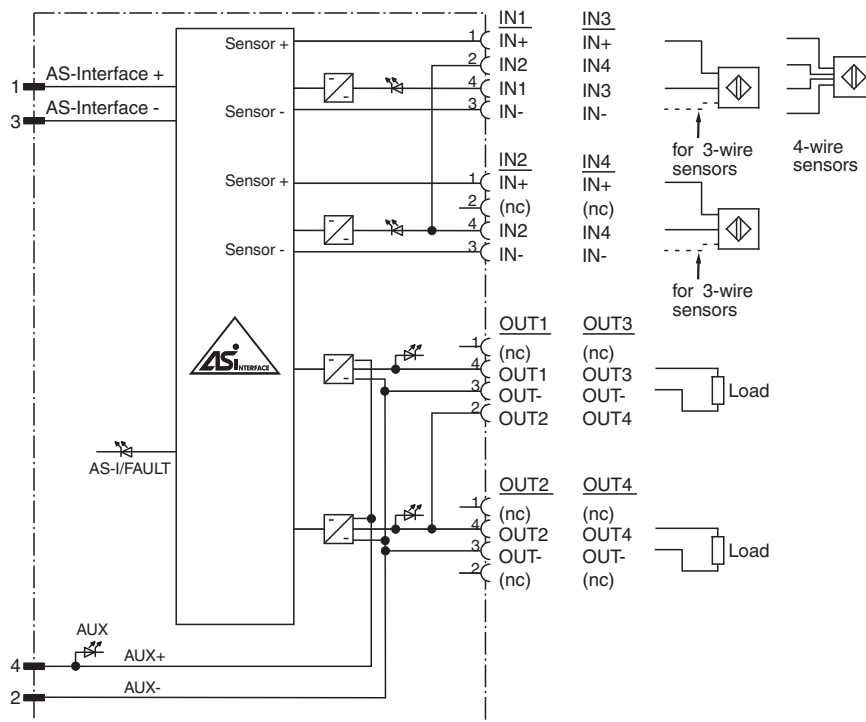 IN1 IN3
Sensor + 1 IN+ IN+
2 IN2 IN4
1 AS-Interface + 4 IN1 IN3
3 AS-Interface - Sensor - 3 IN- IN-
for 3-wire sensors
4-wire sensors
IN2 IN4
Sensor + 1 IN+ IN+
2 (nc) (nc)
4 IN2 IN4
Sensor - 3 IN- IN-
for 3-wire sensors
OUT1 OUT3
1 (nc) (nc)
ASi INTERFACE
4 OUT1 OUT3
3 OUT- OUT- Load
2 OUT2 OUT4
AS-I/FAULT
OUT2 OUT4
1 (nc) (nc)
4 OUT2 OUT4
3 OUT- OUT- Load
2 (nc) (nc)
AUX
4 AUX+
2 AUX-